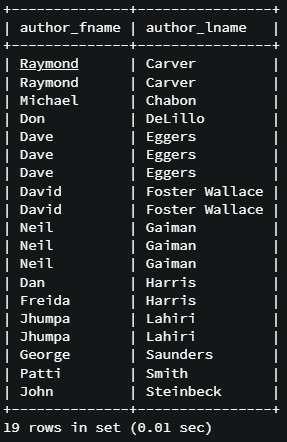 +--------------+----------------+
| author_fname | author_lname   |
+--------------+----------------+
| Raymond      | Carver         |
| Raymond      | Carver         |
| Michael      | Chabon         |
| Don          | DeLillo        |
| Dave         | Eggers         |
| Dave         | Eggers         |
| Dave         | Eggers         |
| David        | Foster Wallace |
| David        | Foster Wallace |
| Neil         | Gaiman         |
| Neil         | Gaiman         |
| Neil         | Gaiman         |
| Dan          | Harris         |
| Freida       | Harris         |
| Jhumpa       | Lahiri         |
| Jhumpa       | Lahiri         |
| George       | Saunders       |
| Patti        | Smith          |
| John         | Steinbeck      |
+--------------+----------------+
19 rows in set (0.01 sec)